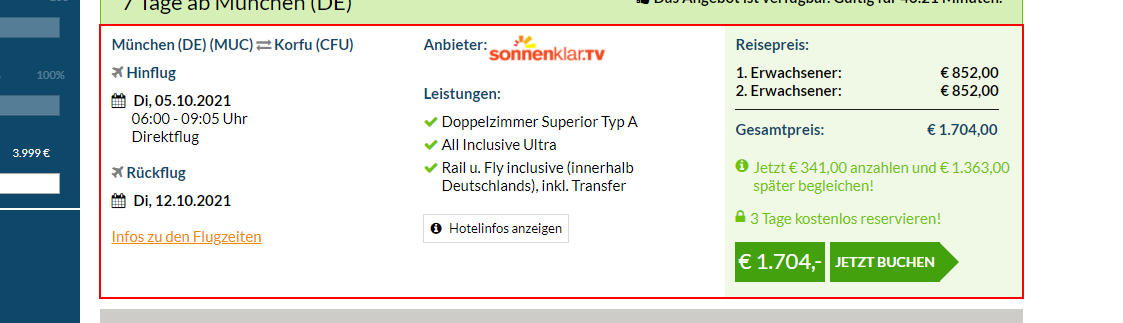 7 Tage ab München (DE)
Das Angebot ist verfügbar. Gültig für 40:21 Minuten.
100%
3.999 €
München (DE) (MUC) ⇄ Korfu (CFU)
Hinflug
Di, 05.10.2021
06:00 - 09:05 Uhr
Direktflug
Rückflug
Di, 12.10.2021
Infos zu den Flugzeiten
Anbieter: sonnenklar.TV
Leistungen:
Doppelzimmer Superior Typ A
All Inclusive Ultra
Rail u. Fly inclusive (innerhalb
Deutschlands), inkl. Transfer
Hotelinfos anzeigen
Reisepreis:
1. Erwachsener: € 852,00
2. Erwachsener: € 852,00
Gesamtpreis: € 1.704,00
Jetzt € 341,00 anzahlen und € 1.363,00
später begleichen!
3 Tage kostenlos reservieren!
€ 1.704,- JETZT BUCHEN